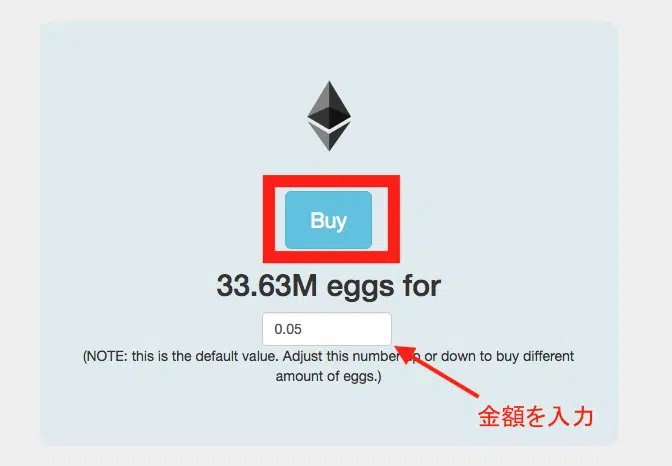 Buy
33.63M eggs for
0.05
(NOTE: this is the default value. Adjust this number up or down to buy different
amount of eggs.)
金額を入力